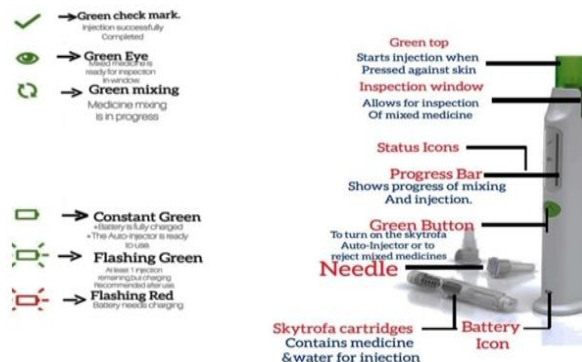 Green check mark.
Injection successfully
Completed
Green Eye
Mixed medicine is
ready for inspection
in window.
Green mixing
Medicine mixing
is in progress
Constant Green
•Battery is fully charged
•The Auto-Injector is ready
to use.
Flashing Green
At least 1 injection
remaining but charging
Recommended after use.
Flashing Red
Battery needs charging
Green top
Starts injection when
Pressed against skin
Inspection window
Allows for inspection
Of mixed medicine
Status Icons
Progress Bar
Shows progress of mixing
And injection.
Green Button
To turn on the skytrofa
Auto-Injector or to
reject mixed medicines
Needle
Skytrofa cartridges
Contains medicine
&water for injection
Battery
Icon